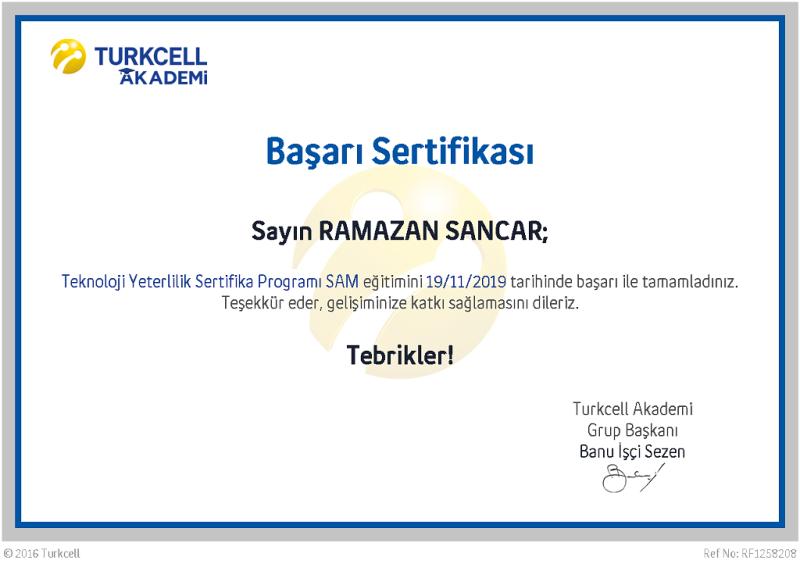 TURKCELL
AKADEMİ
Başarı Sertifikası
Sayın RAMAZAN SANCAR;
Teknoloji Yeterlilik Sertifika Programı SAM eğitimini 19/11/2019 tarihinde başarı ile tamamladınız.
Teşekkür eder, gelişiminize katkı sağlamasını dileriz.
Tebrikler!
Turkcell Akademi
Grup Başkanı
Banu İşçi Sezen
© 2016 Turkcell
Ref No: RF1258208